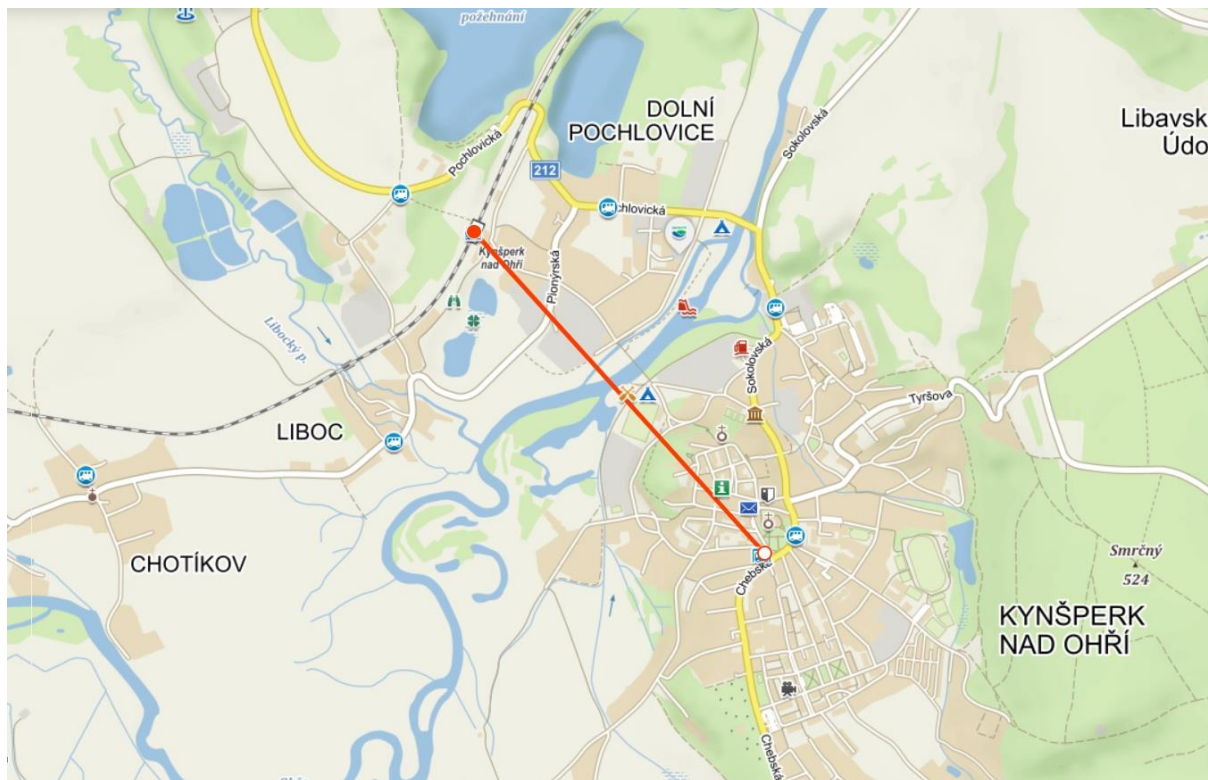 požehnání
DOLNÍ
POCHLOVICE
Libavsk
Údo
Sokolovská
Pochlovická
212
chlovická
Kynšperk
nad Ohří
Pionýrská
Libocký p.
Sokolovská
Tyršova
LIBOC
CHOTÍKOV
Smrčný
524
Chebská
KYNŠPERK
NAD OHŘÍ
Chebská